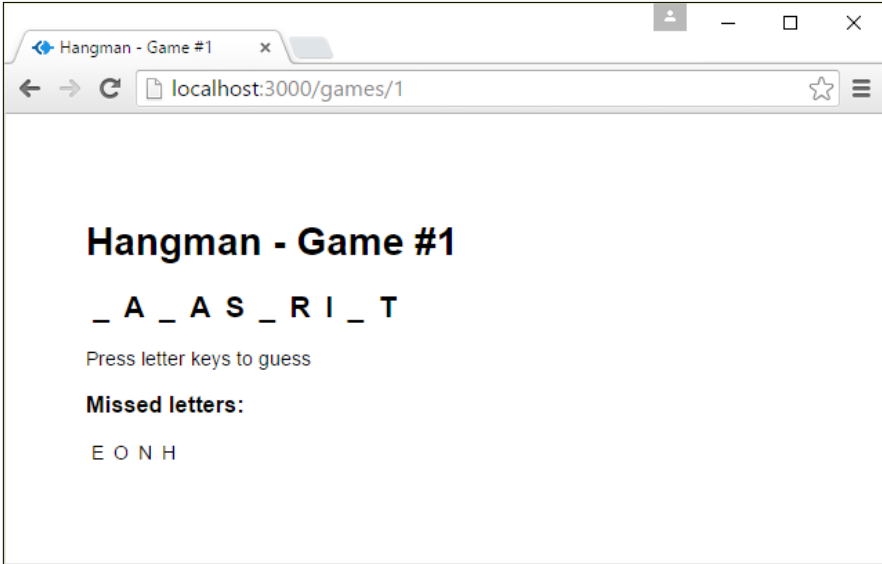 Hangman - Game #1
localhost:3000/games/1
Hangman - Game #1
_ A _ A S _ R I _ T
Press letter keys to guess
Missed letters:
E O N H